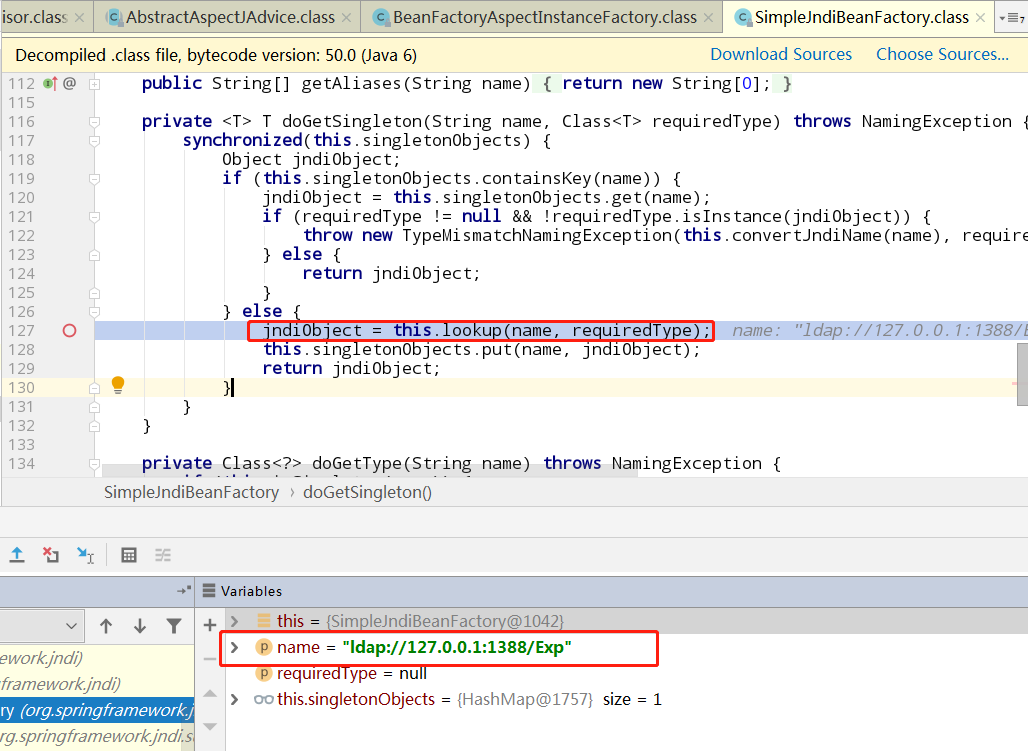 isor.class AbstractAspectJAdvice.class BeanFactoryAspectInstanceFactory.class SimpleJndiBeanFactory.class
Decompiled .class file, bytecode version: 50.0 (Java 6) Download Sources Choose Sources...
112 @ public String[] getAliases(String name) { return new String[0]; }
115
116 private <T> T doGetSingleton(String name, Class<T> requiredType) throws NamingException {
117 synchronized(this.singletonObjects) {
118 Object jndiObject;
119 if (this.singletonObjects.containsKey(name)) {
120 jndiObject = this.singletonObjects.get(name);
121 if (requiredType != null && !requiredType.isInstance(jndiObject)) {
122 throw new TypeMismatchNamingException(this.convertJndiName(name), require
123 } else {
124 return jndiObject;
125 }
126 } else {
127 jndiObject = this.lookup(name, requiredType); name: "ldap://127.0.0.1:1388/E
128 this.singletonObjects.put(name, jndiObject);
129 return jndiObject;
130 }
131 }
132 }
133
134 private Class<?> doGetType(String name) throws NamingException {
SimpleJndiBeanFactory › doGetSingleton()
Variables
this = {SimpleJndiBeanFactory@1042}
name = "ldap://127.0.0.1:1388/Exp"
requiredType = null
this.singletonObjects = {HashMap@1757} size = 1
ework.jndi)
gframework.jndi)
ry (org.springframework.j
rg.springframework.jndi.su